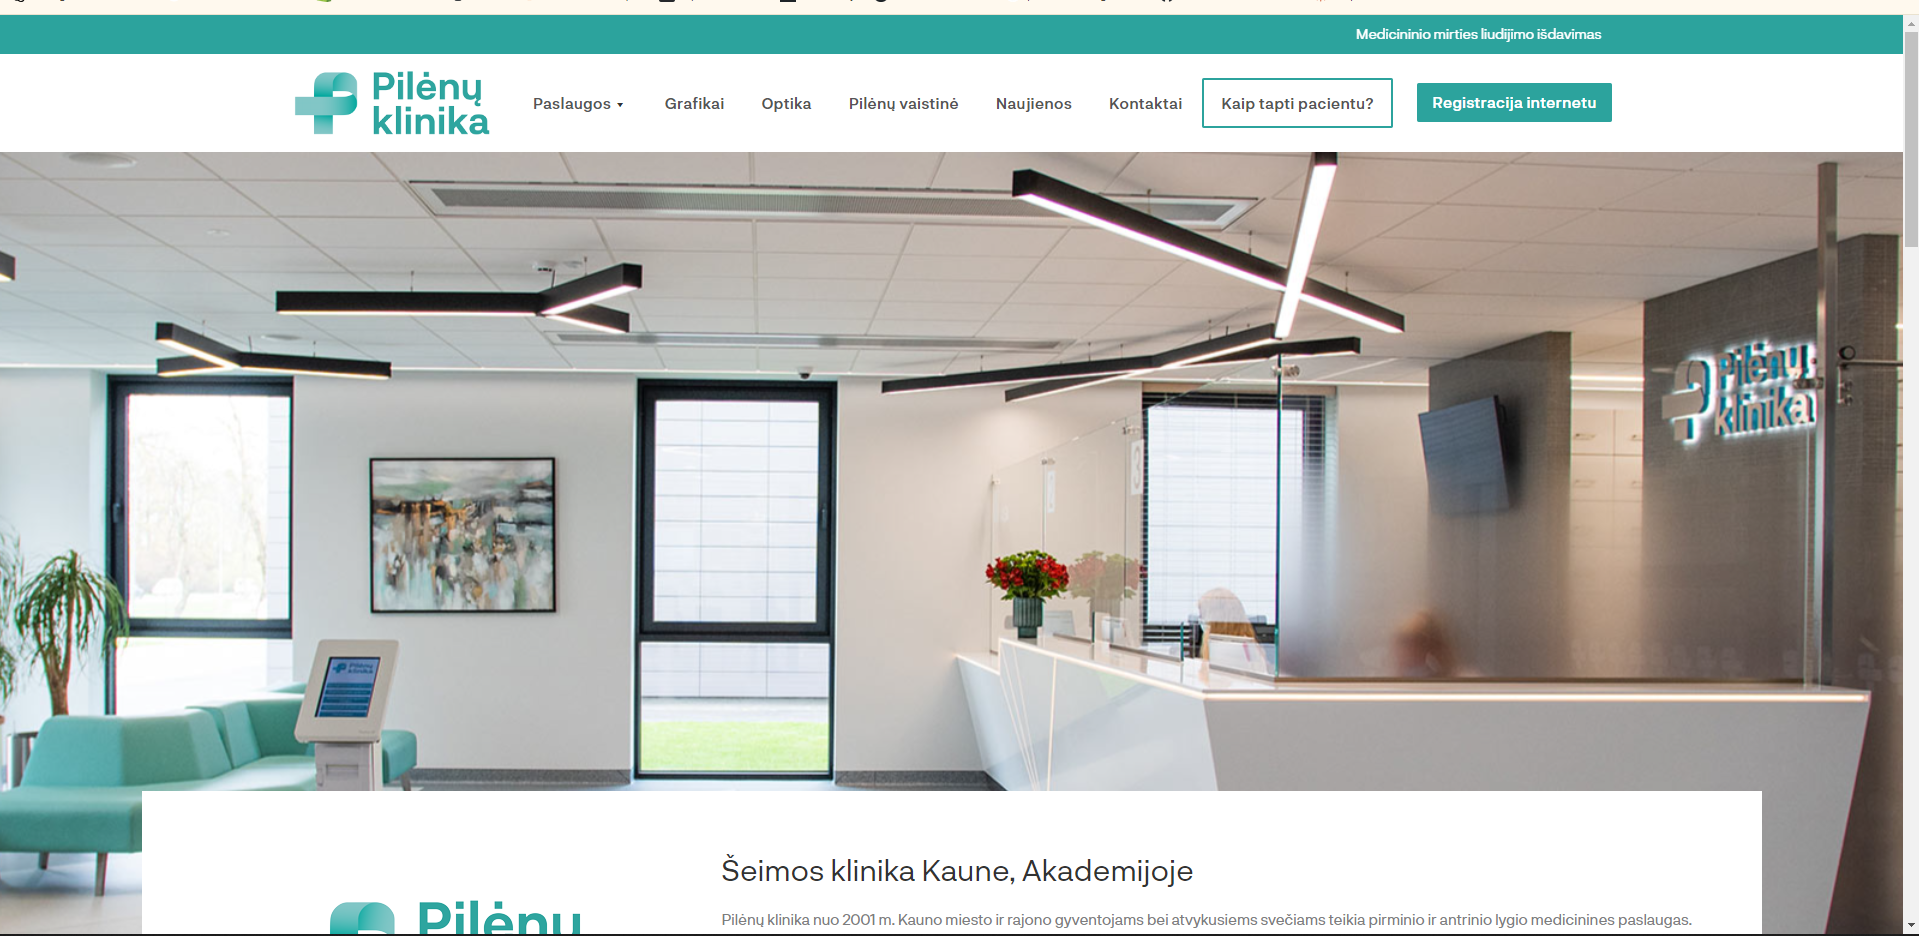 Medicininio mirties liudijimo išdavimas
Pilėnų
klinika
Paslaugos
Grafikai
Optika
Pilėnų vaistinė
Naujienos
Kontaktai
Kaip tapti pacientu?
Registracija internetu
Pilėnų
klinika
Pilėnų
klinika
Šeimos klinika Kaune, Akademijoje
Pilėnų
Pilėnų klinika nuo 2001 m. Kauno miesto ir rajono gyventojams bei atvykusiems svečiams teikia pirminio ir antrinio lygio medicinines paslaugas.